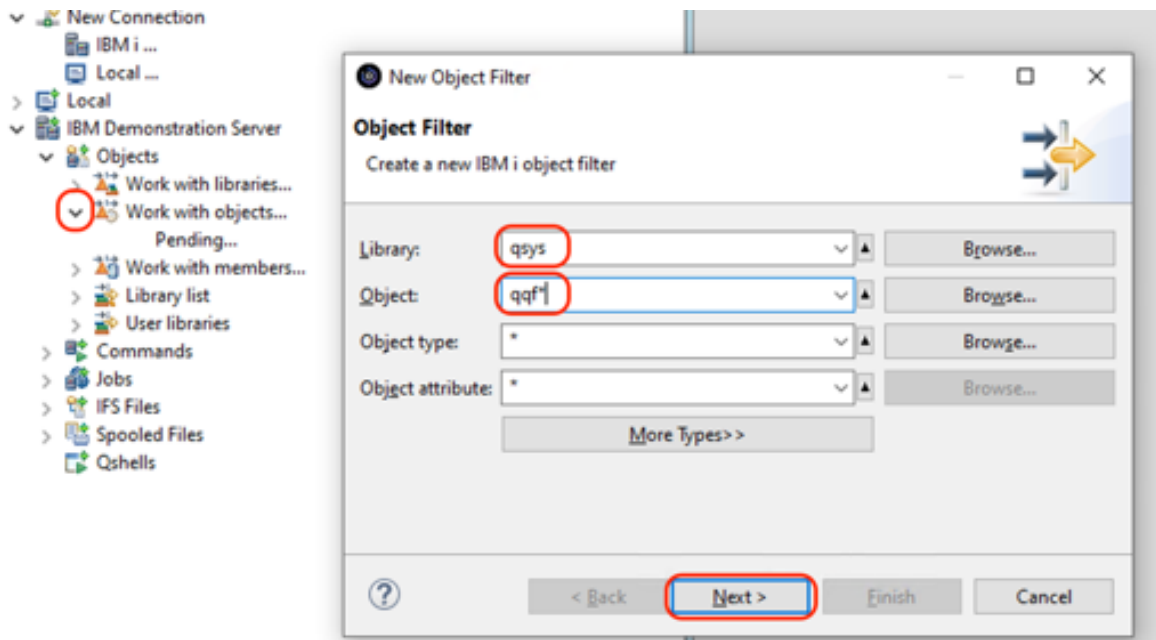 New Connection
IBM i ...
Local ...
Local
IBM Demonstration Server
Objects
Work with libraries...
Work with objects...
Pending...
Work with members...
Library list
User libraries
Commands
Jobs
IFS Files
Spooled Files
Qshells
New Object Filter
Object Filter
Create a new IBM i object filter
Library: qsys Browse...
Object: qqf* Browse...
Object type: * Browse...
Object attribute: * Browse...
More Types>>
? < Back Next > Finish Cancel